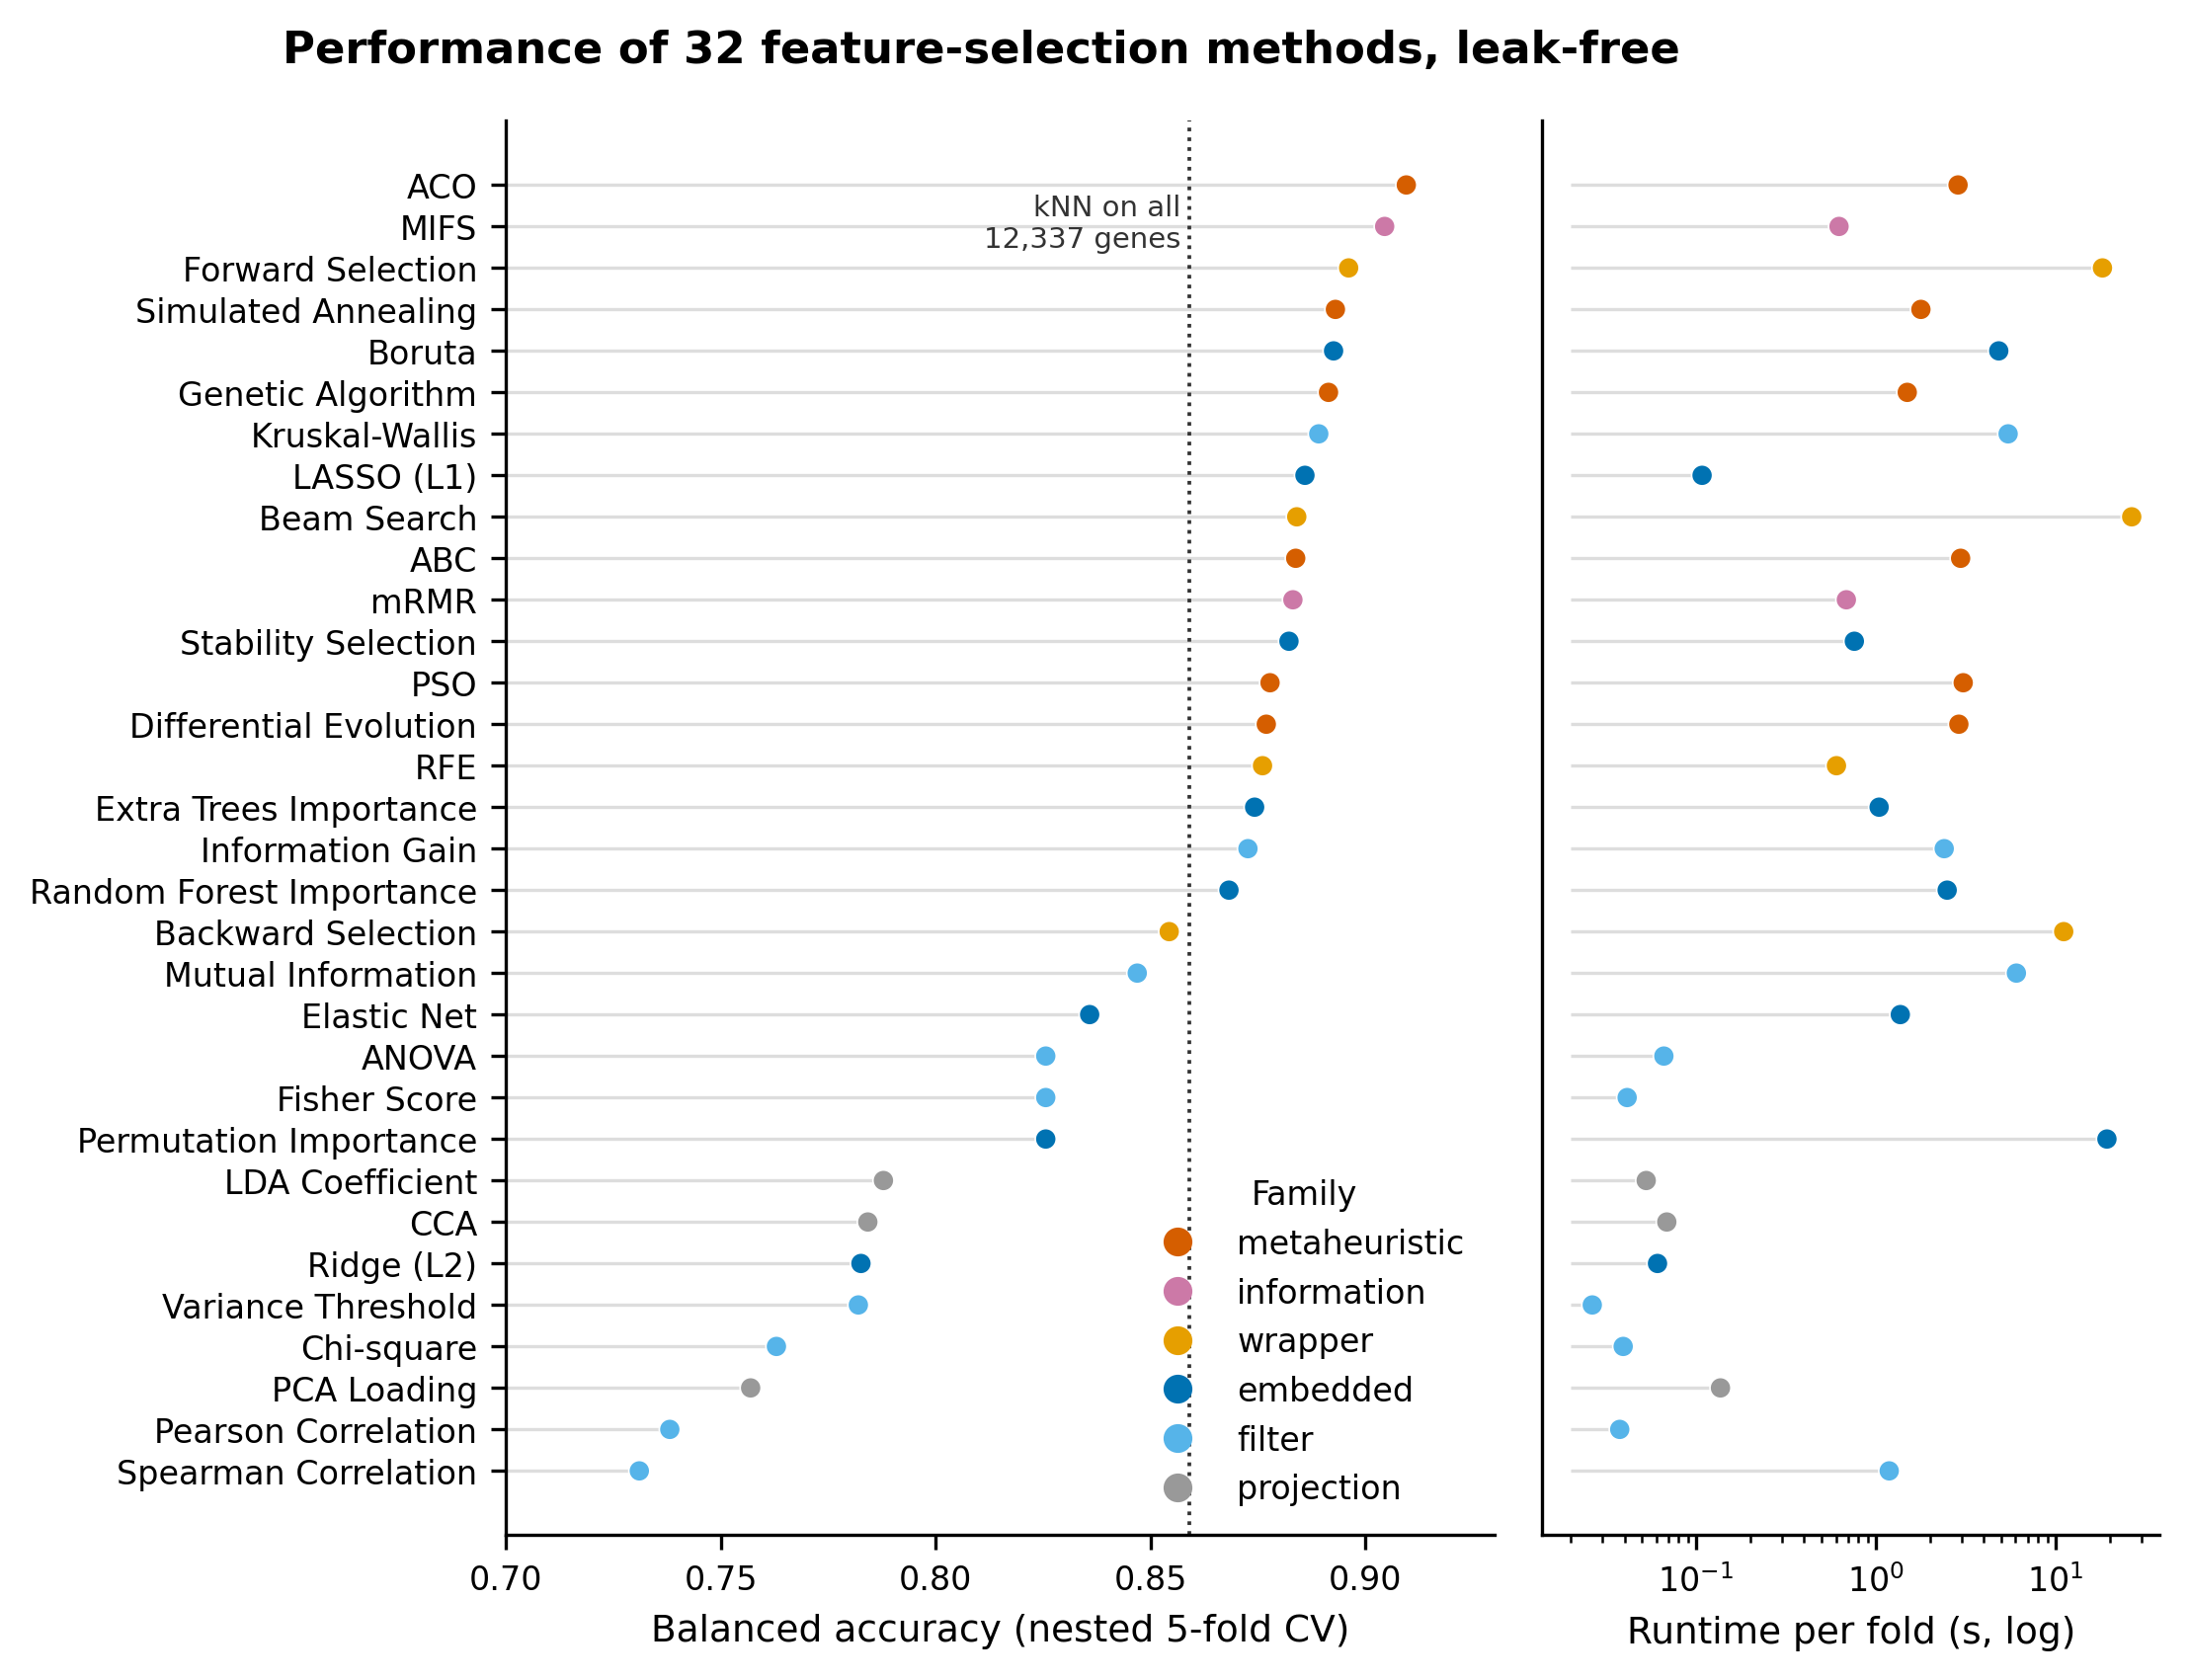 Performance of 32 feature-selection methods, leak-free
ACO
MIFS
Forward Selection
Simulated Annealing
Boruta
Genetic Algorithm
Kruskal-Wallis
LASSO (L1)
Beam Search
ABC
mRMR
Stability Selection
PSO
Differential Evolution
RFE
Extra Trees Importance
Information Gain
Random Forest Importance
Backward Selection
Mutual Information
Elastic Net
ANOVA
Fisher Score
Permutation Importance
LDA Coefficient
CCA
Ridge (L2)
Variance Threshold
Chi-square
PCA Loading
Pearson Correlation
Spearman Correlation
kNN on all
12,337 genes
Family
metaheuristic
information
wrapper
embedded
filter
projection
0.70 0.75 0.80 0.85 0.90
Balanced accuracy (nested 5-fold CV)
10⁻¹ 10⁰ 10¹
Runtime per fold (s, log)